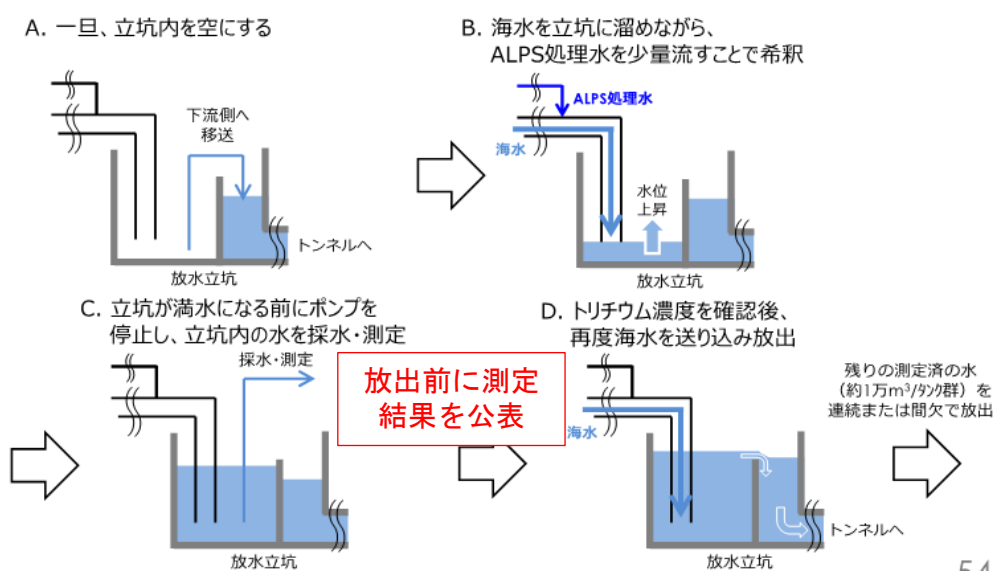 A. 一旦、立坑内を空にする
下流側へ
移送
トンネルへ
放水立坑
B. 海水を立坑に溜めながら、
ALPS処理水を少量流すことで希釈
ALPS処理水
海水
水位
上昇
放水立坑
C. 立坑が満水になる前にポンプを
停止し、立坑内の水を採水・測定
採水・測定
放水立坑
放出前に測定
結果を公表
D. トリチウム濃度を確認後、
再度海水を送り込み放出
海水
トンネルへ
放水立坑
残りの測定済の水
（約1万m³/ﾀﾝｸ群）を
連続または間欠で放出
54